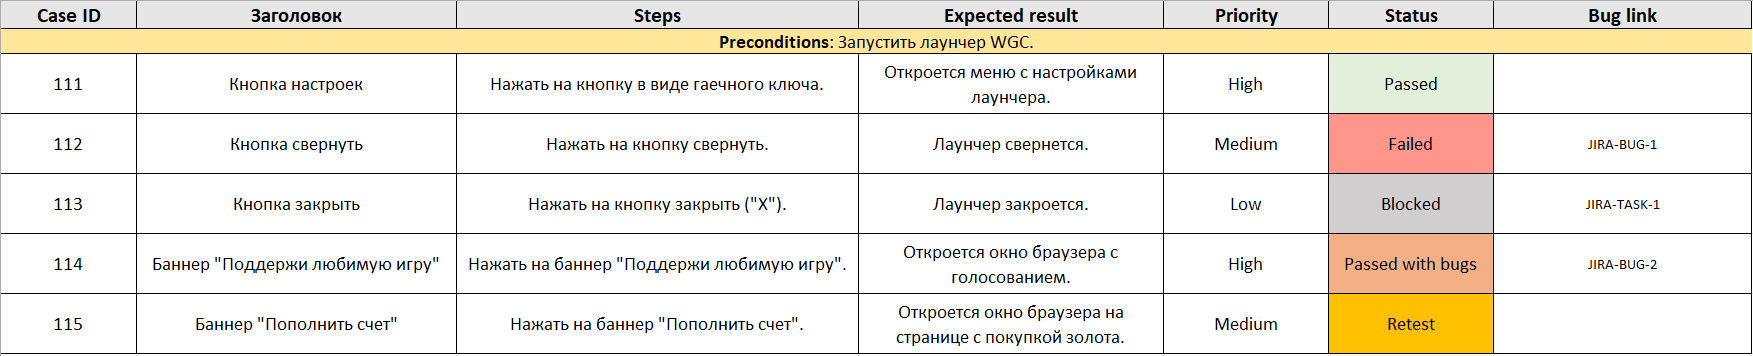 Case ID Заголовок Steps Expected result Priority Status Bug link
Preconditions: Запустить лаунчер WGC.
111 Кнопка настроек Нажать на кнопку в виде гаечного ключа. Откроется меню с настройками лаунчера. High Passed
112 Кнопка свернуть Нажать на кнопку свернуть. Лаунчер свернется. Medium Failed JIRA-BUG-1
113 Кнопка закрыть Нажать на кнопку закрыть ("X"). Лаунчер закроется. Low Blocked JIRA-TASK-1
114 Баннер "Поддержи любимую игру" Нажать на баннер "Поддержи любимую игру". Откроется окно браузера с голосованием. High Passed with bugs JIRA-BUG-2
115 Баннер "Пополнить счет" Нажать на баннер "Пополнить счет". Откроется окно браузера на странице с покупкой золота. Medium Retest